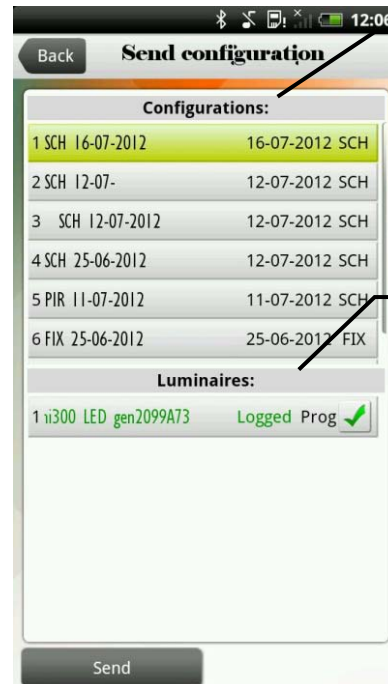 12:06
Back Send configuration
Configurations:
1 SCH 16-07-2012 16-07-2012 SCH
2 SCH 12-07- 12-07-2012 SCH
3 SCH 12-07-2012 12-07-2012 SCH
4 SCH 25-06-2012 12-07-2012 SCH
5 PIR 11-07-2012 11-07-2012 SCH
6 FIX 25-06-2012 25-06-2012 FIX
Luminaires:
1 ni300 LED gen2099A73 Logged Prog
Send